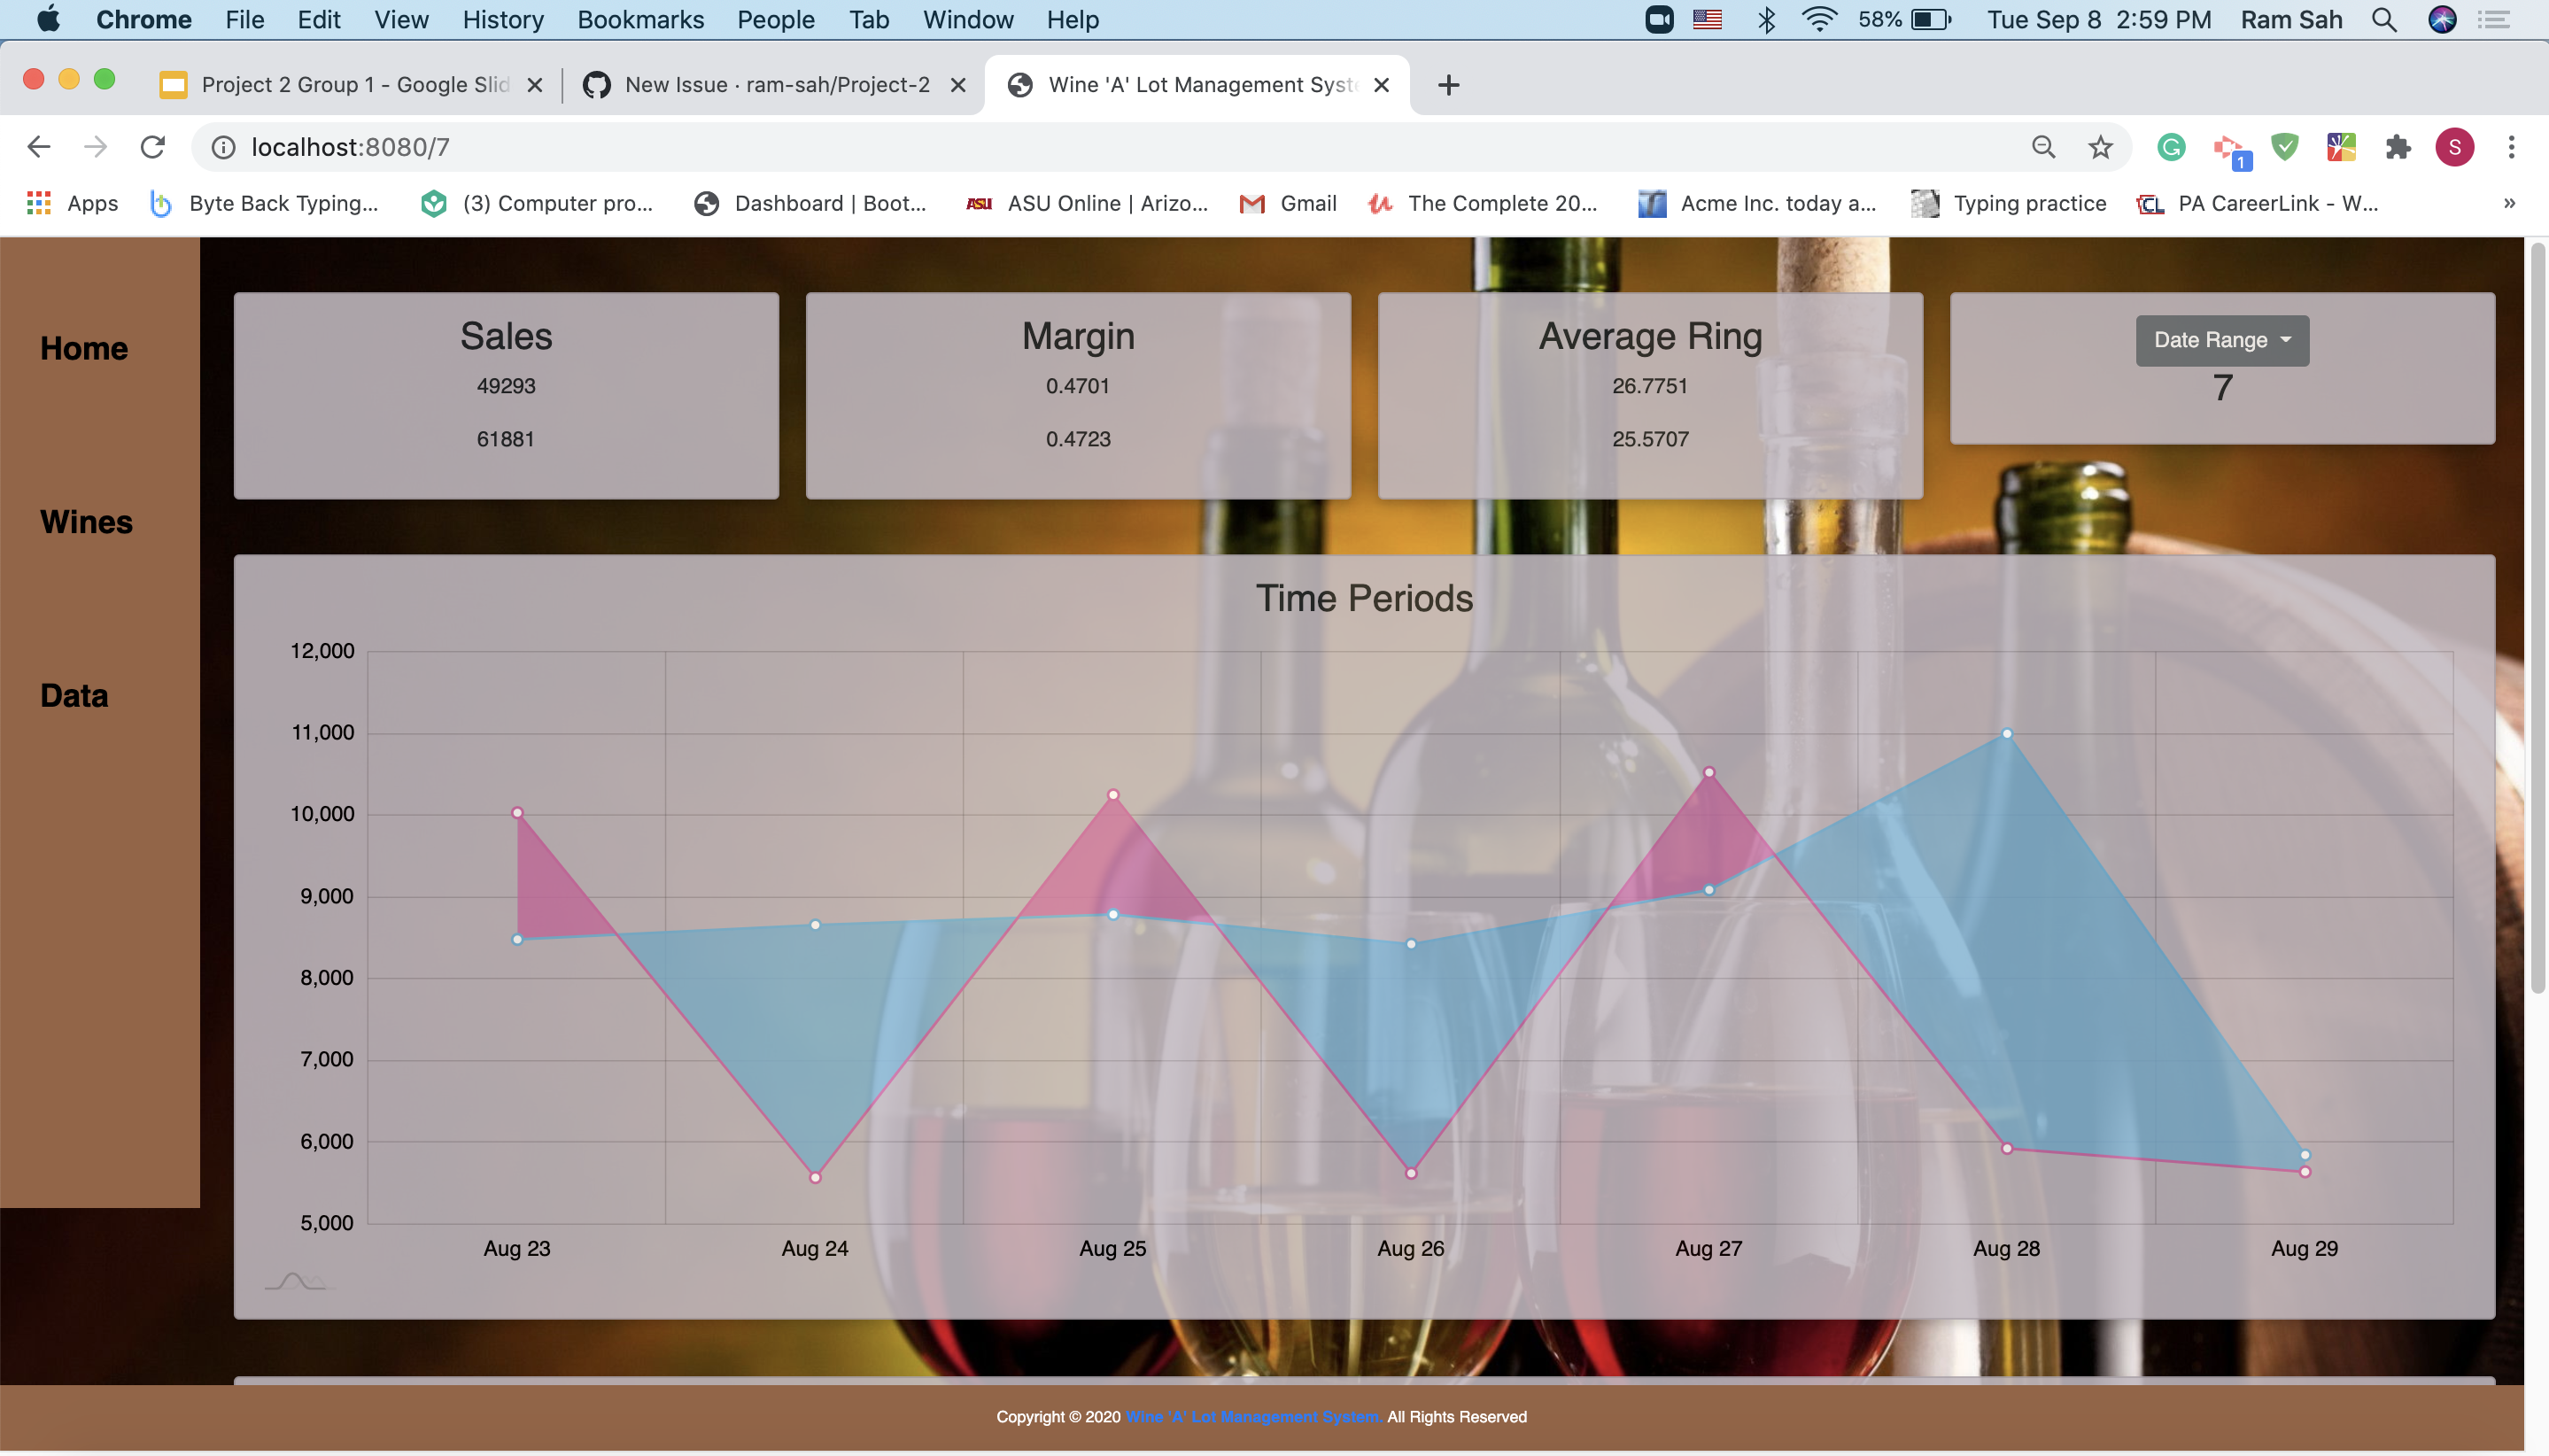 Chrome File Edit View History Bookmarks People Tab Window Help 58% Tue Sep 8 2:59 PM Ram Sah
Project 2 Group 1 - Google Slid New Issue · ram-sah/Project-2 Wine 'A' Lot Management Syst
localhost:8080/7 1 S
Apps Byte Back Typing... (3) Computer pro... Dashboard | Boot... ASU ASU Online | Arizo... Gmail The Complete 20... Acme Inc. today a... Typing practice CL PA CareerLink - W... »
Home
Wines
Data
Sales
49293
61881
Margin
0.4701
0.4723
Average Ring
26.7751
25.5707
Date Range
7
Time Periods
12,000
11,000
10,000
9,000
8,000
7,000
6,000
5,000
Aug 23 Aug 24 Aug 25 Aug 26 Aug 27 Aug 28 Aug 29
Copyright © 2020 Wine 'A' Lot Management System. All Rights Reserved